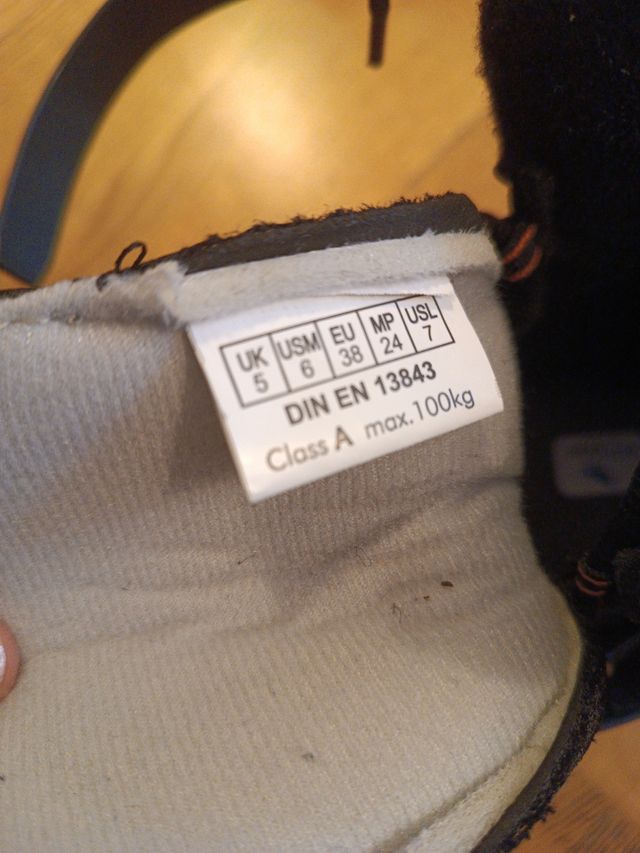 UK USM EU MP USL
5 6 38 24 7
DIN EN 13843
Class A max.100kg